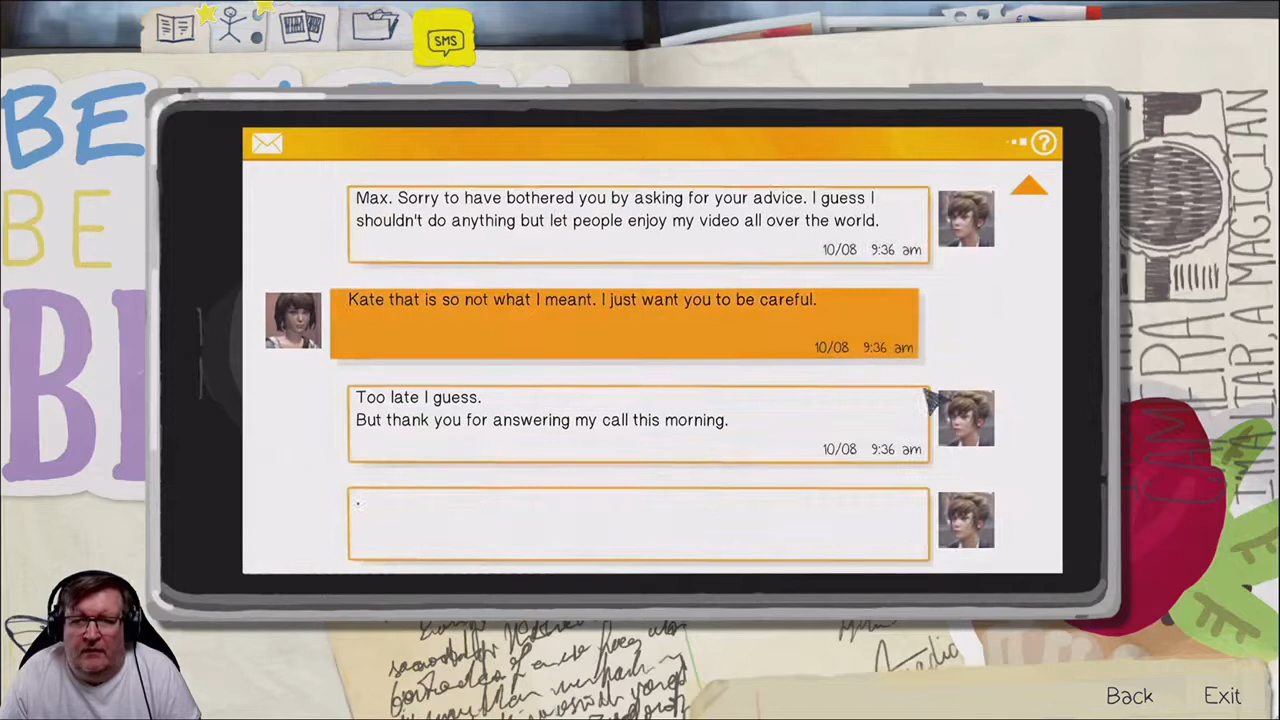 SMS
?
Max. Sorry to have bothered you by asking for your advice. I guess I
shouldn't do anything but let people enjoy my video all over the world.
10/08 9:36 am
Kate that is so not what I meant. I just want you to be careful.
10/08 9:36 am
Too late I guess.
But thank you for answering my call this morning.
10/08 9:36 am
BE
BE
I'M A LIAR, A MAGICIAN
Back Exit